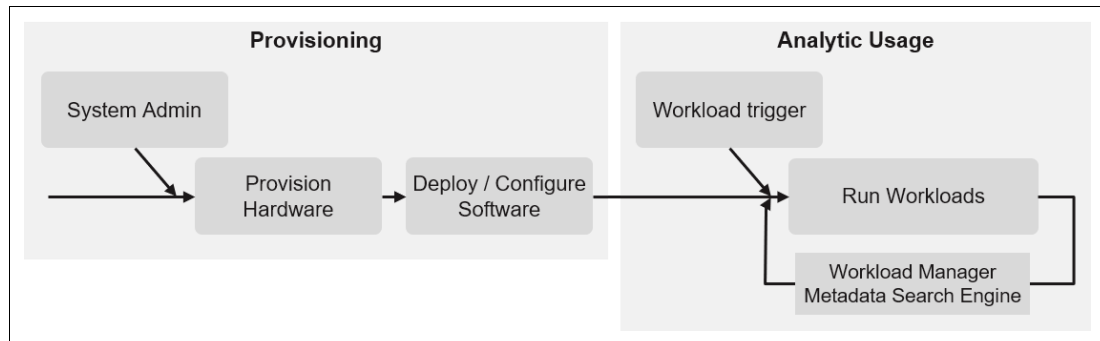 Provisioning
System Admin
Provision
Hardware
Deploy / Configure
Software
Analytic Usage
Workload trigger
Run Workloads
Workload Manager
Metadata Search Engine